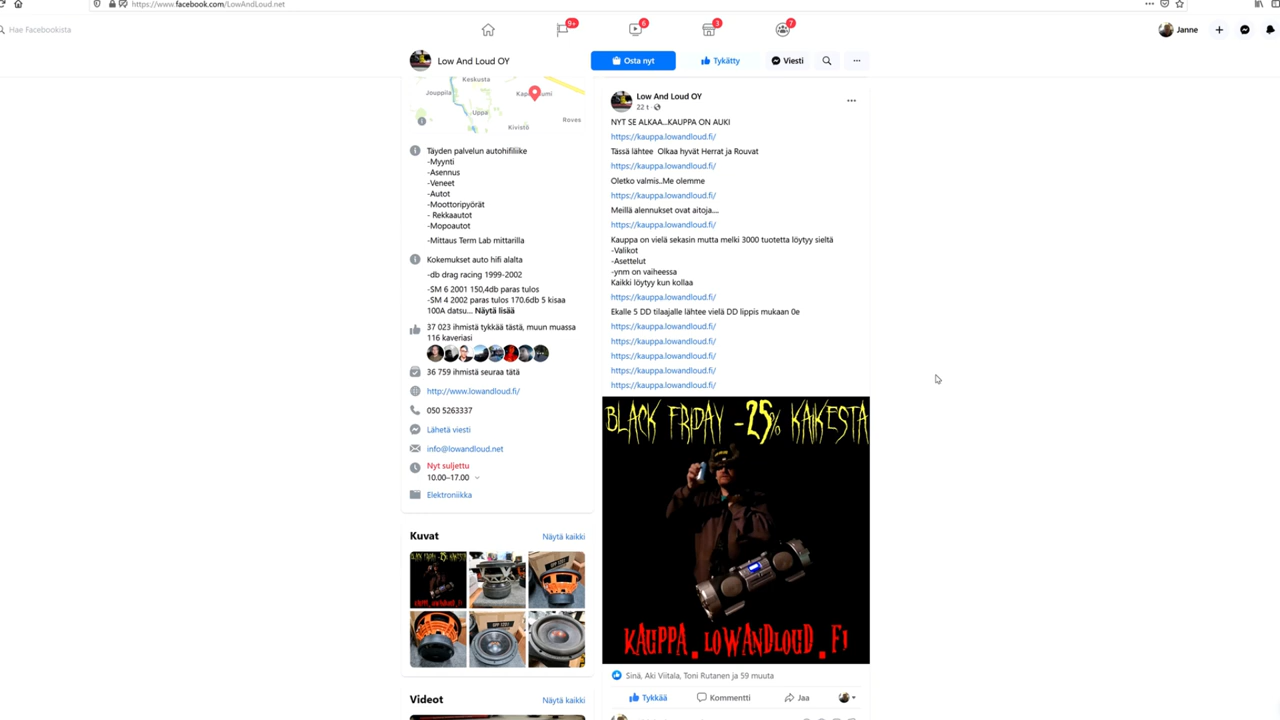 https://www.facebook.com/LowAndLoud.net
Hae Facebookista
9+
6
3
7
Janne
Low And Loud OY
Osta nyt
Tykätty
Viesti
Keskusta
Jouppila
Uppa
Kivistö
Roves
Täyden palvelun autohifiliike
-Myynti
-Asennus
-Veneet
-Autot
-Moottoripyörät
- Rekkaautot
-Mopoautot
-Mittaus Term Lab mittarilla
Kokemukset auto hifi alalta
-db drag racing 1999-2002
-SM 6 2001 150,4db paras tulos
-SM 4 2002 paras tulos 170.6db 5 kisaa
100A datsu... Näytä lisää
37 023 ihmistä tykkää tästä, muun muassa
116 kaveriasi
36 759 ihmistä seuraa tätä
http://www.lowandloud.fi/
050 5263337
Lähetä viesti
info@lowandloud.net
Nyt suljettu
10.00–17.00
Elektroniikka
Kuvat
Näytä kaikki
Videot
Näytä kaikki
Low And Loud OY
22 t ·
NYT SE ALKAA...KAUPPA ON AUKI
https://kauppa.lowandloud.fi/
Tässä lähtee Olkaa hyvät Herrat ja Rouvat
https://kauppa.lowandloud.fi/
Oletko valmis..Me olemme
https://kauppa.lowandloud.fi/
Meillä alennukset ovat aitoja....
https://kauppa.lowandloud.fi/
Kauppa on vielä sekasin mutta melki 3000 tuotetta löytyy sieltä
-Valikot
-Asettelut
-ynm on vaiheessa
Kaikki löytyy kun kollaa
https://kauppa.lowandloud.fi/
Ekalle 5 DD tilaajalle lähtee vielä DD lippis mukaan 0e
https://kauppa.lowandloud.fi/
https://kauppa.lowandloud.fi/
https://kauppa.lowandloud.fi/
https://kauppa.lowandloud.fi/
https://kauppa.lowandloud.fi/
BLACK FRIDAY -25% KAIKESTA
KAUPPA.LOWANDLOUD.FI
Sinä, Aki Viitala, Toni Rutanen ja 59 muuta
Tykkää
Kommentti
Jaa